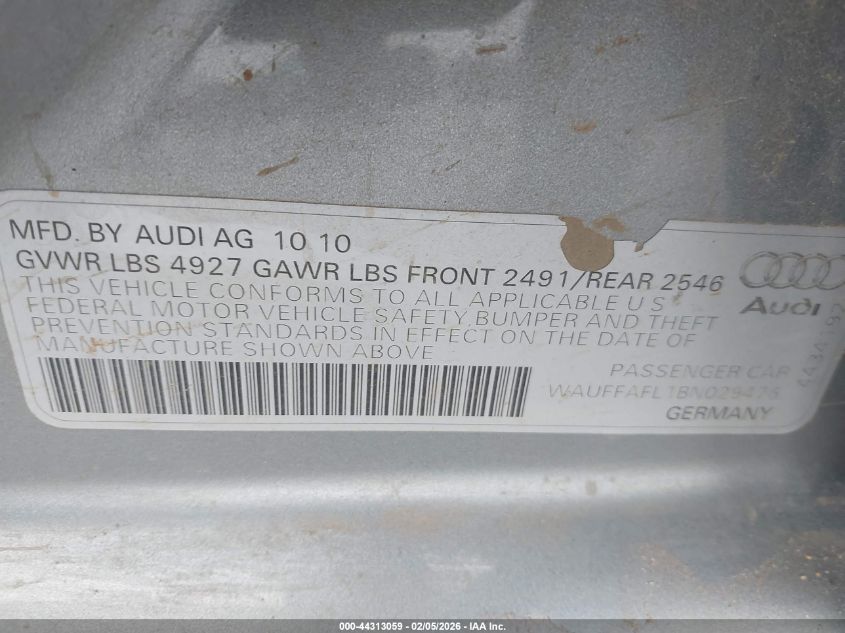 MFD. BY AUDI AG 10 10
GVWR LBS 4927 GAWR LBS FRONT 2491/REAR 2546
THIS VEHICLE CONFORMS TO ALL APPLICABLE U S
FEDERAL MOTOR VEHICLE SAFETY, BUMPER AND THEFT
PREVENTION STANDARDS IN EFFECT ON THE DATE OF
MANUFACTURE SHOWN ABOVE
Audi
PASSENGER CAR
WAUFFAFL1BN029476
GERMANY
4434
000-44313059 - 02/05/2026 - IAA Inc.